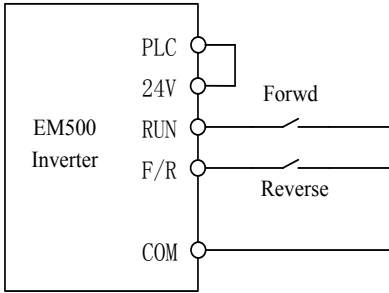 PLC
24V
Forwd
EM500
Inverter
RUN
F/R
Reverse
COM